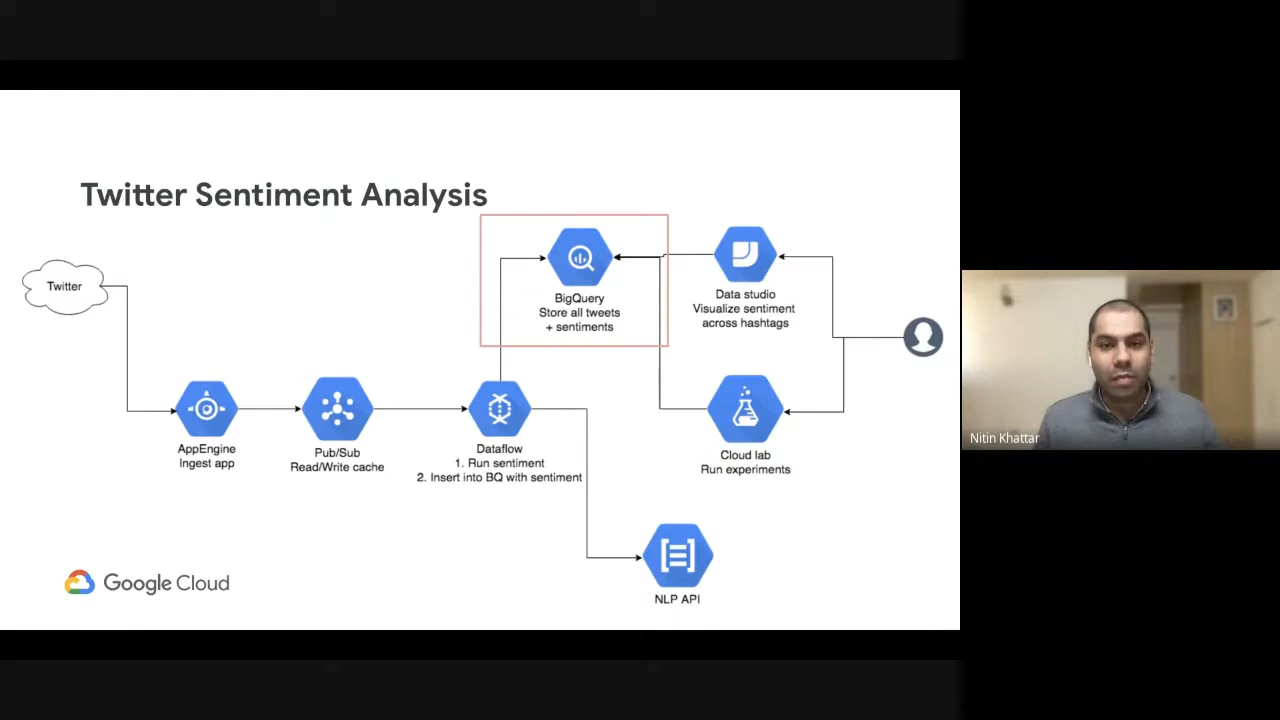 Twitter Sentiment Analysis
Twitter
BigQuery
Store all tweets
+ sentiments
Data studio
Visualize sentiment
across hashtags
AppEngine
Ingest app
Pub/Sub
Read/Write cache
Dataflow
1. Run sentiment
2. Insert into BQ with sentiment
Cloud lab
Run experiments
NLP API
Google Cloud
Nitin Khattar